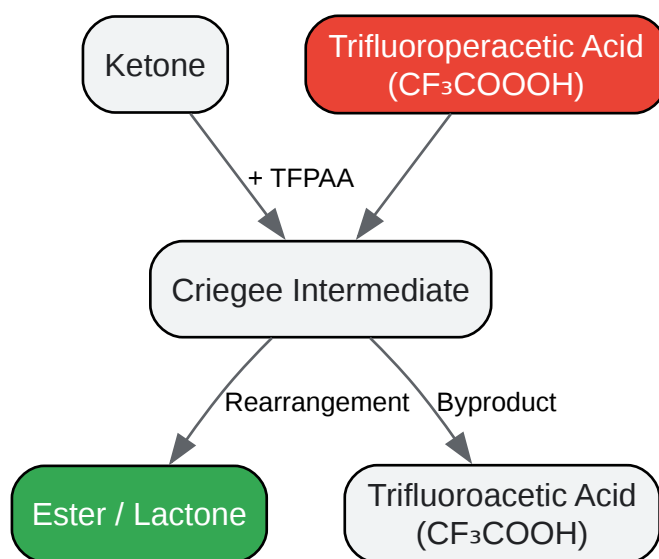 Ketone
Trifluoroperacetic Acid
(CF₃COOOH)
+ TFPAA
Criegee Intermediate
Rearrangement
Byproduct
Ester / Lactone
Trifluoroacetic Acid
(CF₃COOH)